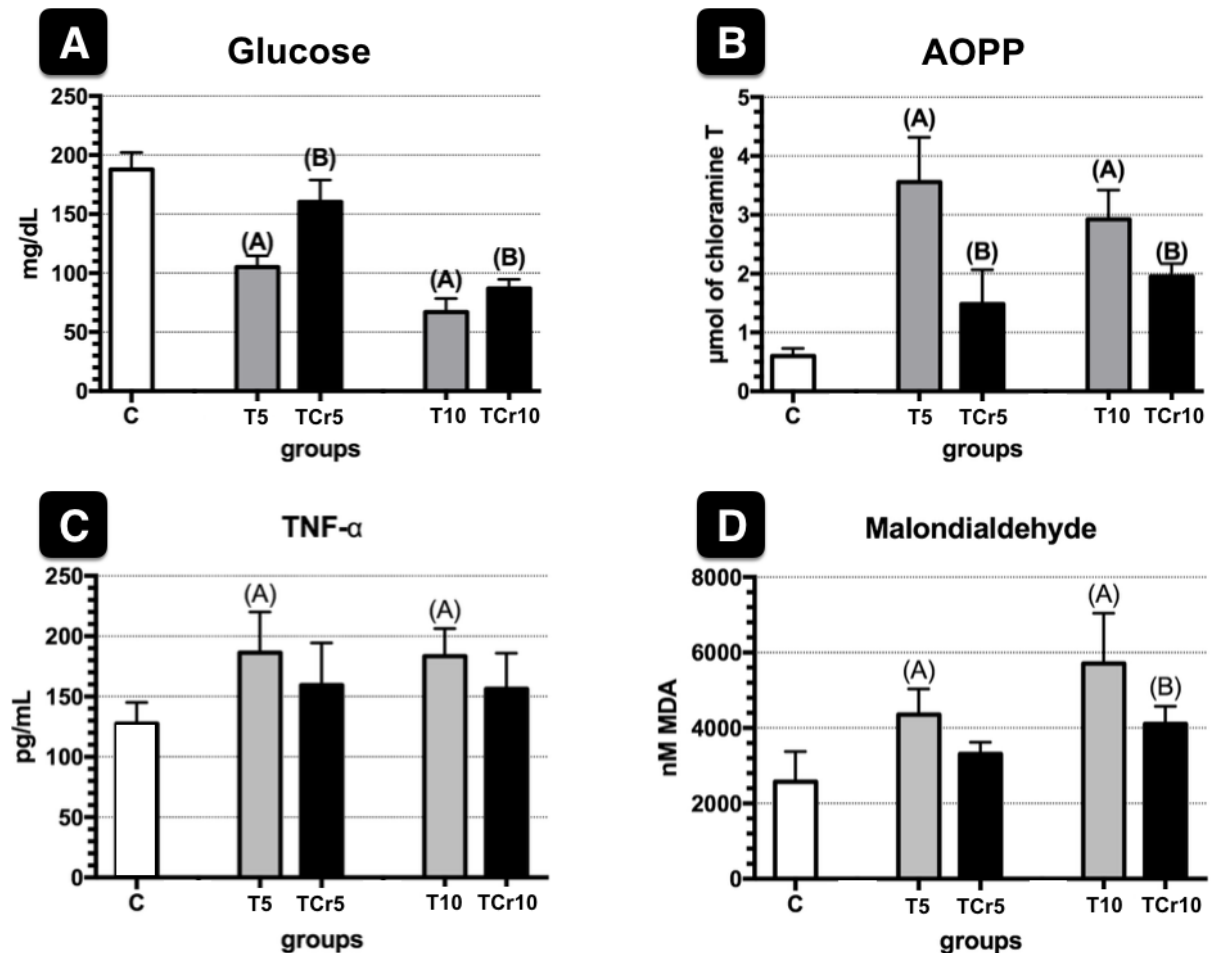 A
Glucose
mg/dL
250
200
150
100
50
0
(A)
(B)
(A)
(B)
C
T5
TCr5
T10
TCr10
groups
B
AOPP
µmol of chloramine T
5
4
3
2
1
0
(A)
(B)
(A)
(B)
C
T5
TCr5
T10
TCr10
groups
C
TNF-α
pg/mL
250
200
150
100
50
0
(A)
(A)
C
T5
TCr5
T10
TCr10
groups
D
Malondialdehyde
nM MDA
8000
6000
4000
2000
0
(A)
(A)
(B)
C
T5
TCr5
T10
TCr10
groups